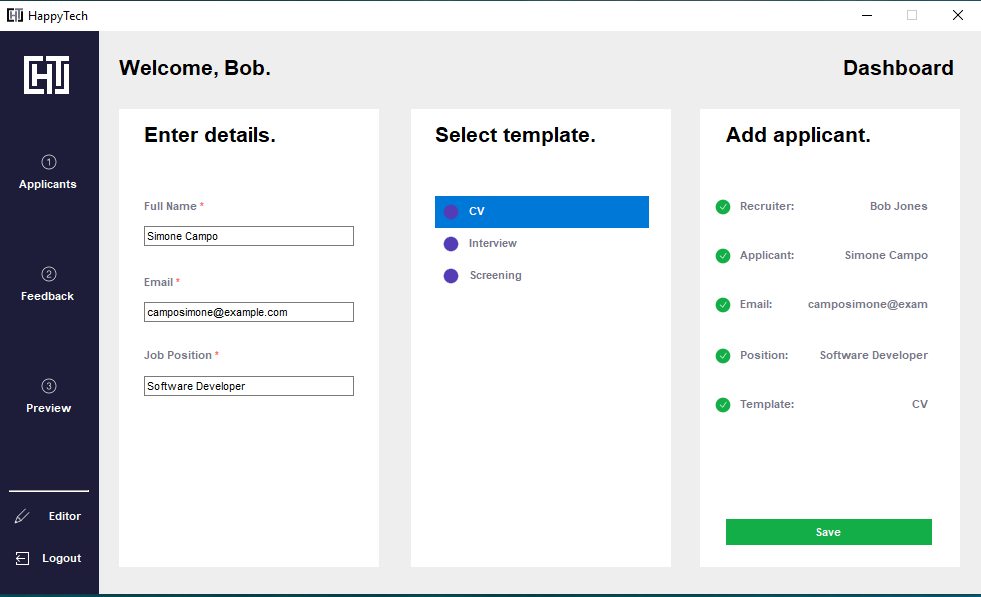 HappyTech
Welcome, Bob.
Dashboard
1
Applicants
2
Feedback
3
Preview
Editor
Logout
Enter details.
Full Name *
Simone Campo
Email *
camposimone@example.com
Job Position *
Software Developer
Select template.
CV
Interview
Screening
Add applicant.
Recruiter: Bob Jones
Applicant: Simone Campo
Email: camposimone@exam
Position: Software Developer
Template: CV
Save